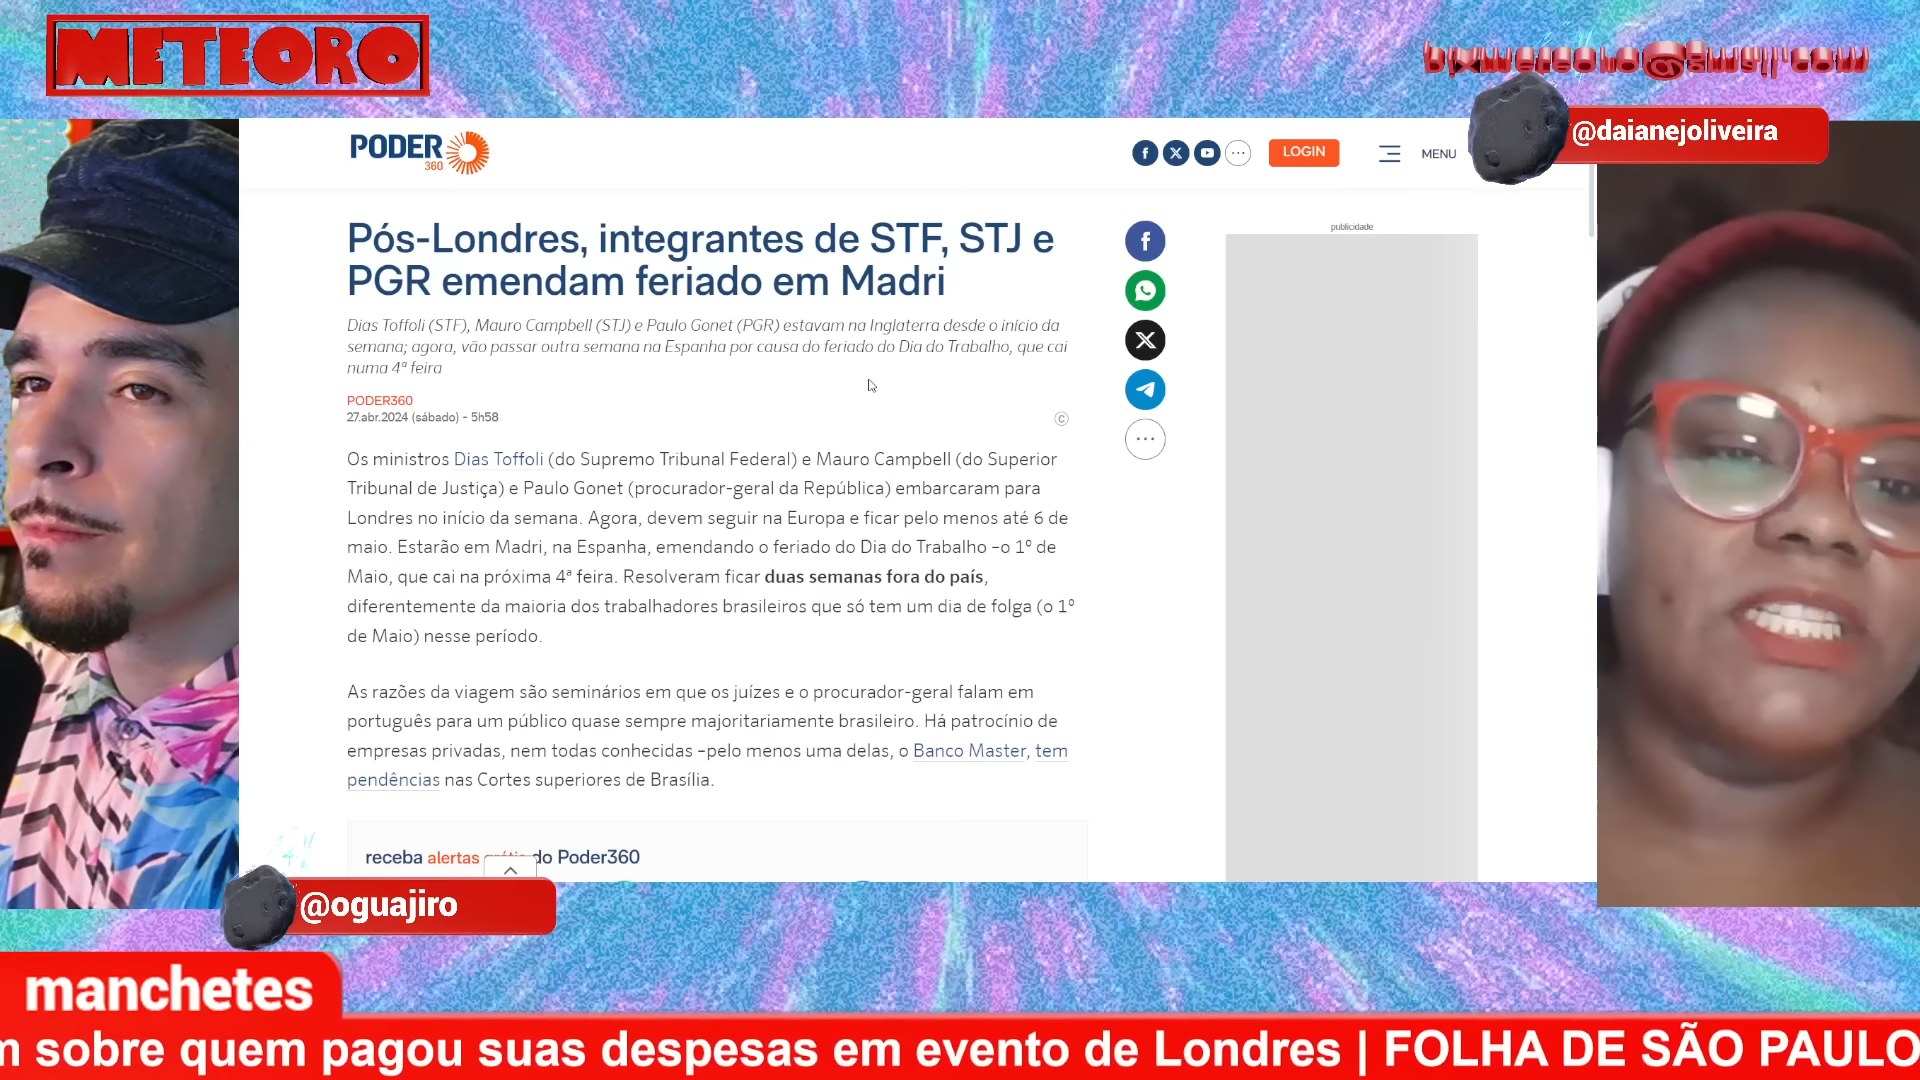 METEORO
bixmeteoro@gmail.com
@daianejoliveira
PODER
360
LOGIN
MENU
Pós-Londres, integrantes de STF, STJ e
PGR emendam feriado em Madri
publicidade
Dias Toffoli (STF), Mauro Campbell (STJ) e Paulo Gonet (PGR) estavam na Inglaterra desde o início da
semana; agora, vão passar outra semana na Espanha por causa do feriado do Dia do Trabalho, que cai
numa 4ª feira
PODER360
27.abr.2024 (sábado) - 5h58
Os ministros Dias Toffoli (do Supremo Tribunal Federal) e Mauro Campbell (do Superior
Tribunal de Justiça) e Paulo Gonet (procurador-geral da República) embarcaram para
Londres no início da semana. Agora, devem seguir na Europa e ficar pelo menos até 6 de
maio. Estarão em Madri, na Espanha, emendando o feriado do Dia do Trabalho –o 1º de
Maio, que cai na próxima 4ª feira. Resolveram ficar duas semanas fora do país,
diferentemente da maioria dos trabalhadores brasileiros que só tem um dia de folga (o 1º
de Maio) nesse período.
As razões da viagem são seminários em que os juízes e o procurador-geral falam em
português para um público quase sempre majoritariamente brasileiro. Há patrocínio de
empresas privadas, nem todas conhecidas –pelo menos uma delas, o Banco Master, tem
pendências nas Cortes superiores de Brasília.
receba alertas grátis do Poder360
@oguajiro
manchetes
m sobre quem pagou suas despesas em evento de Londres | FOLHA DE SÃO PAULO